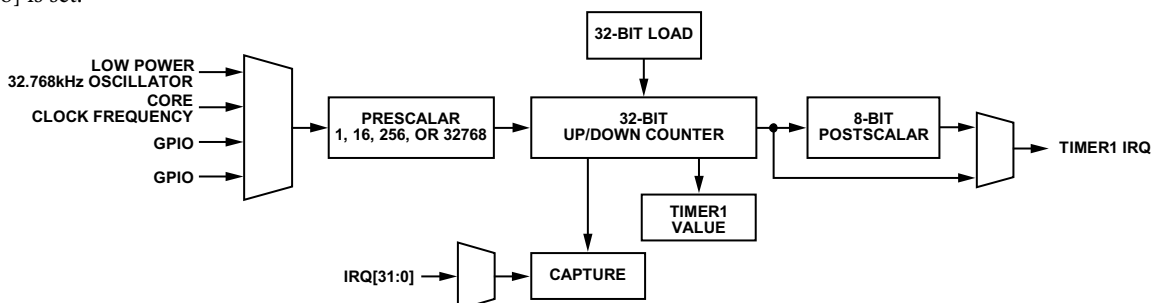 0] is set.
32-BIT LOAD
LOW POWER
32.768kHz OSCILLATOR
CORE
CLOCK FREQUENCY
GPIO
GPIO
PRESCALAR
1, 16, 256, OR 32768
32-BIT
UP/DOWN COUNTER
8-BIT
POSTSCALAR
TIMER1 IRQ
TIMER1
VALUE
IRQ[31:0]
CAPTURE